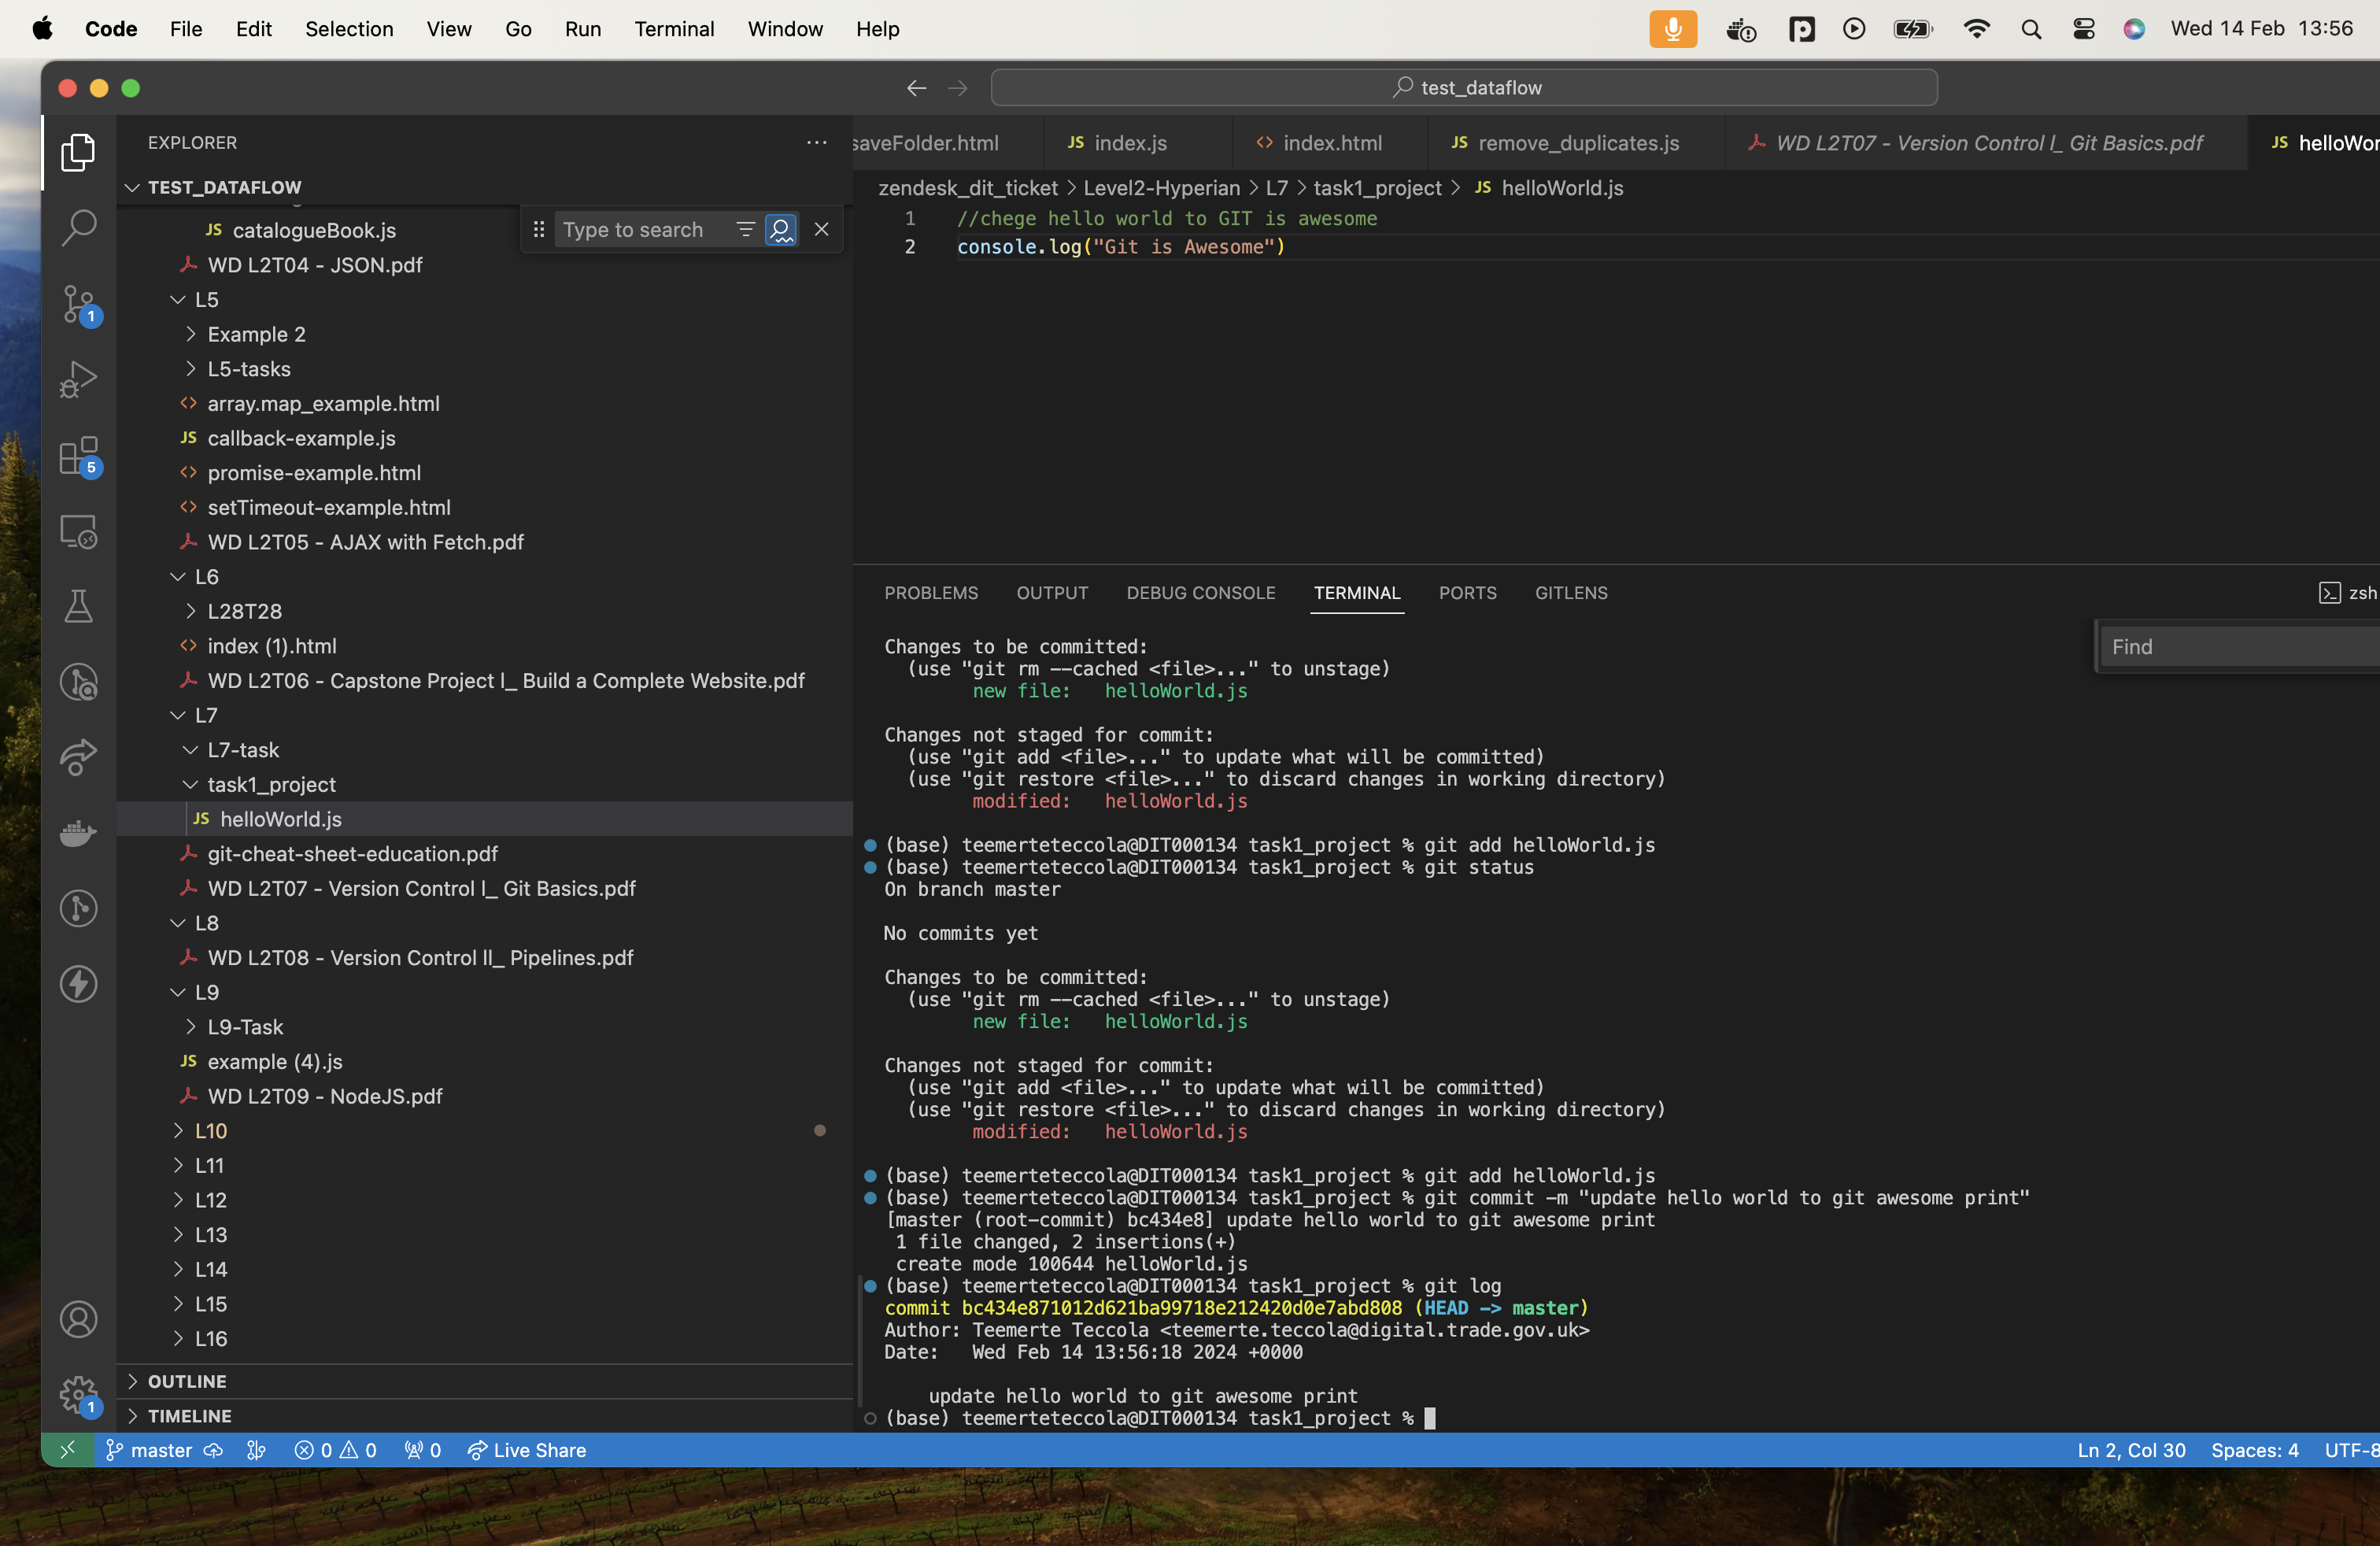 Code File Edit Selection View Go Run Terminal Window Help Wed 14 Feb 13:56
test_dataflow
EXPLORER
TEST_DATAFLOW
Type to search
catalogueBook.js
WD L2T04 - JSON.pdf
L5
Example 2
L5-tasks
array.map_example.html
callback-example.js
promise-example.html
setTimeout-example.html
WD L2T05 - AJAX with Fetch.pdf
L6
L28T28
index (1).html
WD L2T06 - Capstone Project l_ Build a Complete Website.pdf
L7
L7-task
task1_project
helloWorld.js
git-cheat-sheet-education.pdf
WD L2T07 - Version Control l_ Git Basics.pdf
L8
WD L2T08 - Version Control ll_ Pipelines.pdf
L9
L9-Task
example (4).js
WD L2T09 - NodeJS.pdf
L10
L11
L12
L13
L14
L15
L16
OUTLINE
TIMELINE
1
5
1
saveFolder.html JS index.js index.html JS remove_duplicates.js WD L2T07 - Version Control l_ Git Basics.pdf JS helloWor
zendesk_dit_ticket > Level2-Hyperian > L7 > task1_project > JS helloWorld.js
1 //chege hello world to GIT is awesome
2 console.log("Git is Awesome")
PROBLEMS OUTPUT DEBUG CONSOLE TERMINAL PORTS GITLENS zsh
Find
Changes to be committed:
(use "git rm --cached <file>..." to unstage)
new file: helloWorld.js
Changes not staged for commit:
(use "git add <file>..." to update what will be committed)
(use "git restore <file>..." to discard changes in working directory)
modified: helloWorld.js
(base) teemerteteccola@DIT000134 task1_project % git add helloWorld.js
(base) teemerteteccola@DIT000134 task1_project % git status
On branch master
No commits yet
Changes to be committed:
(use "git rm --cached <file>..." to unstage)
new file: helloWorld.js
Changes not staged for commit:
(use "git add <file>..." to update what will be committed)
(use "git restore <file>..." to discard changes in working directory)
modified: helloWorld.js
(base) teemerteteccola@DIT000134 task1_project % git add helloWorld.js
(base) teemerteteccola@DIT000134 task1_project % git commit -m "update hello world to git awesome print"
[master (root-commit) bc434e8] update hello world to git awesome print
1 file changed, 2 insertions(+)
create mode 100644 helloWorld.js
(base) teemerteteccola@DIT000134 task1_project % git log
commit bc434e871012d621ba99718e212420d0e7abd808 (HEAD -> master)
Author: Teemerte Teccola <teemerte.teccola@digital.trade.gov.uk>
Date: Wed Feb 14 13:56:18 2024 +0000
update hello world to git awesome print
(base) teemerteteccola@DIT000134 task1_project %
master 0 0 0 Live Share Ln 2, Col 30 Spaces: 4 UTF-8